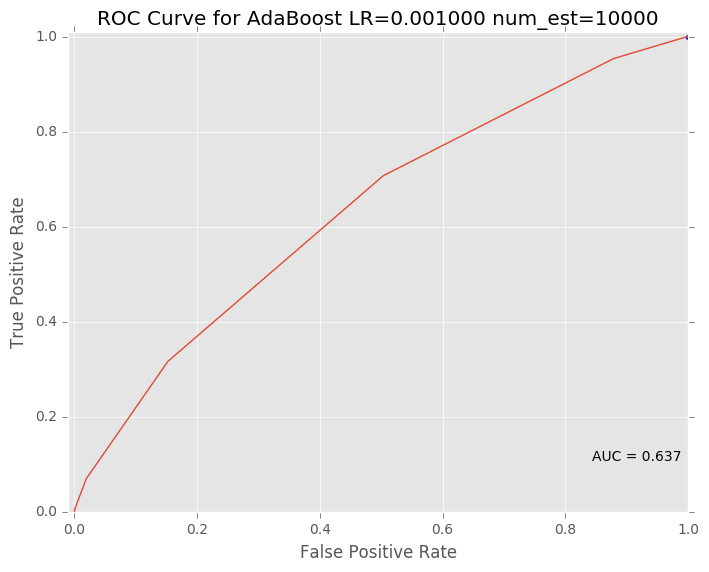 ROC Curve for AdaBoost LR=0.001000 num_est=10000
1.0
0.8
0.6
0.4
0.2
0.0
True Positive Rate
AUC = 0.637
0.0 0.2 0.4 0.6 0.8 1.0
False Positive Rate